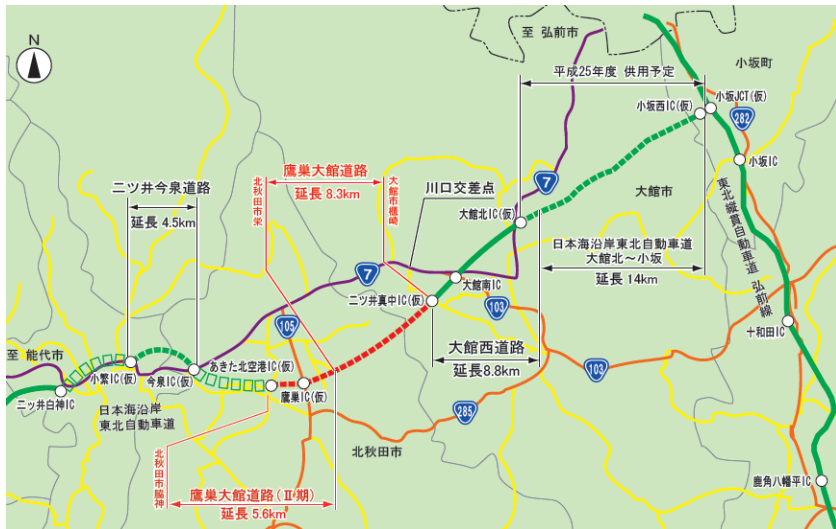 N
至 弘前市
平成25年度 供用予定
小坂町
小坂西IC(仮)
小坂JCT(仮)
282
小坂IC
二ツ井今泉道路
延長 4.5km
北秋田市栄
鷹巣大館道路
延長 8.3km
大館市櫃崎
川口交差点
7
大館市
大館北IC(仮)
東北縦貫自動車道 弘前線
日本海沿岸東北自動車道
大館北～小坂
延長 14km
7
大館南IC
二ツ井真中IC(仮)
103
105
十和田IC
大館西道路
延長8.8km
至 能代市
あきた北空港IC(仮)
小繋IC(仮)
今泉IC(仮)
鷹巣IC(仮)
103
二ツ井白神IC
日本海沿岸
東北自動車道
285
北秋田市
北秋田市脇神
鹿角八幡平IC
鷹巣大館道路(Ⅱ期)
延長 5.6km